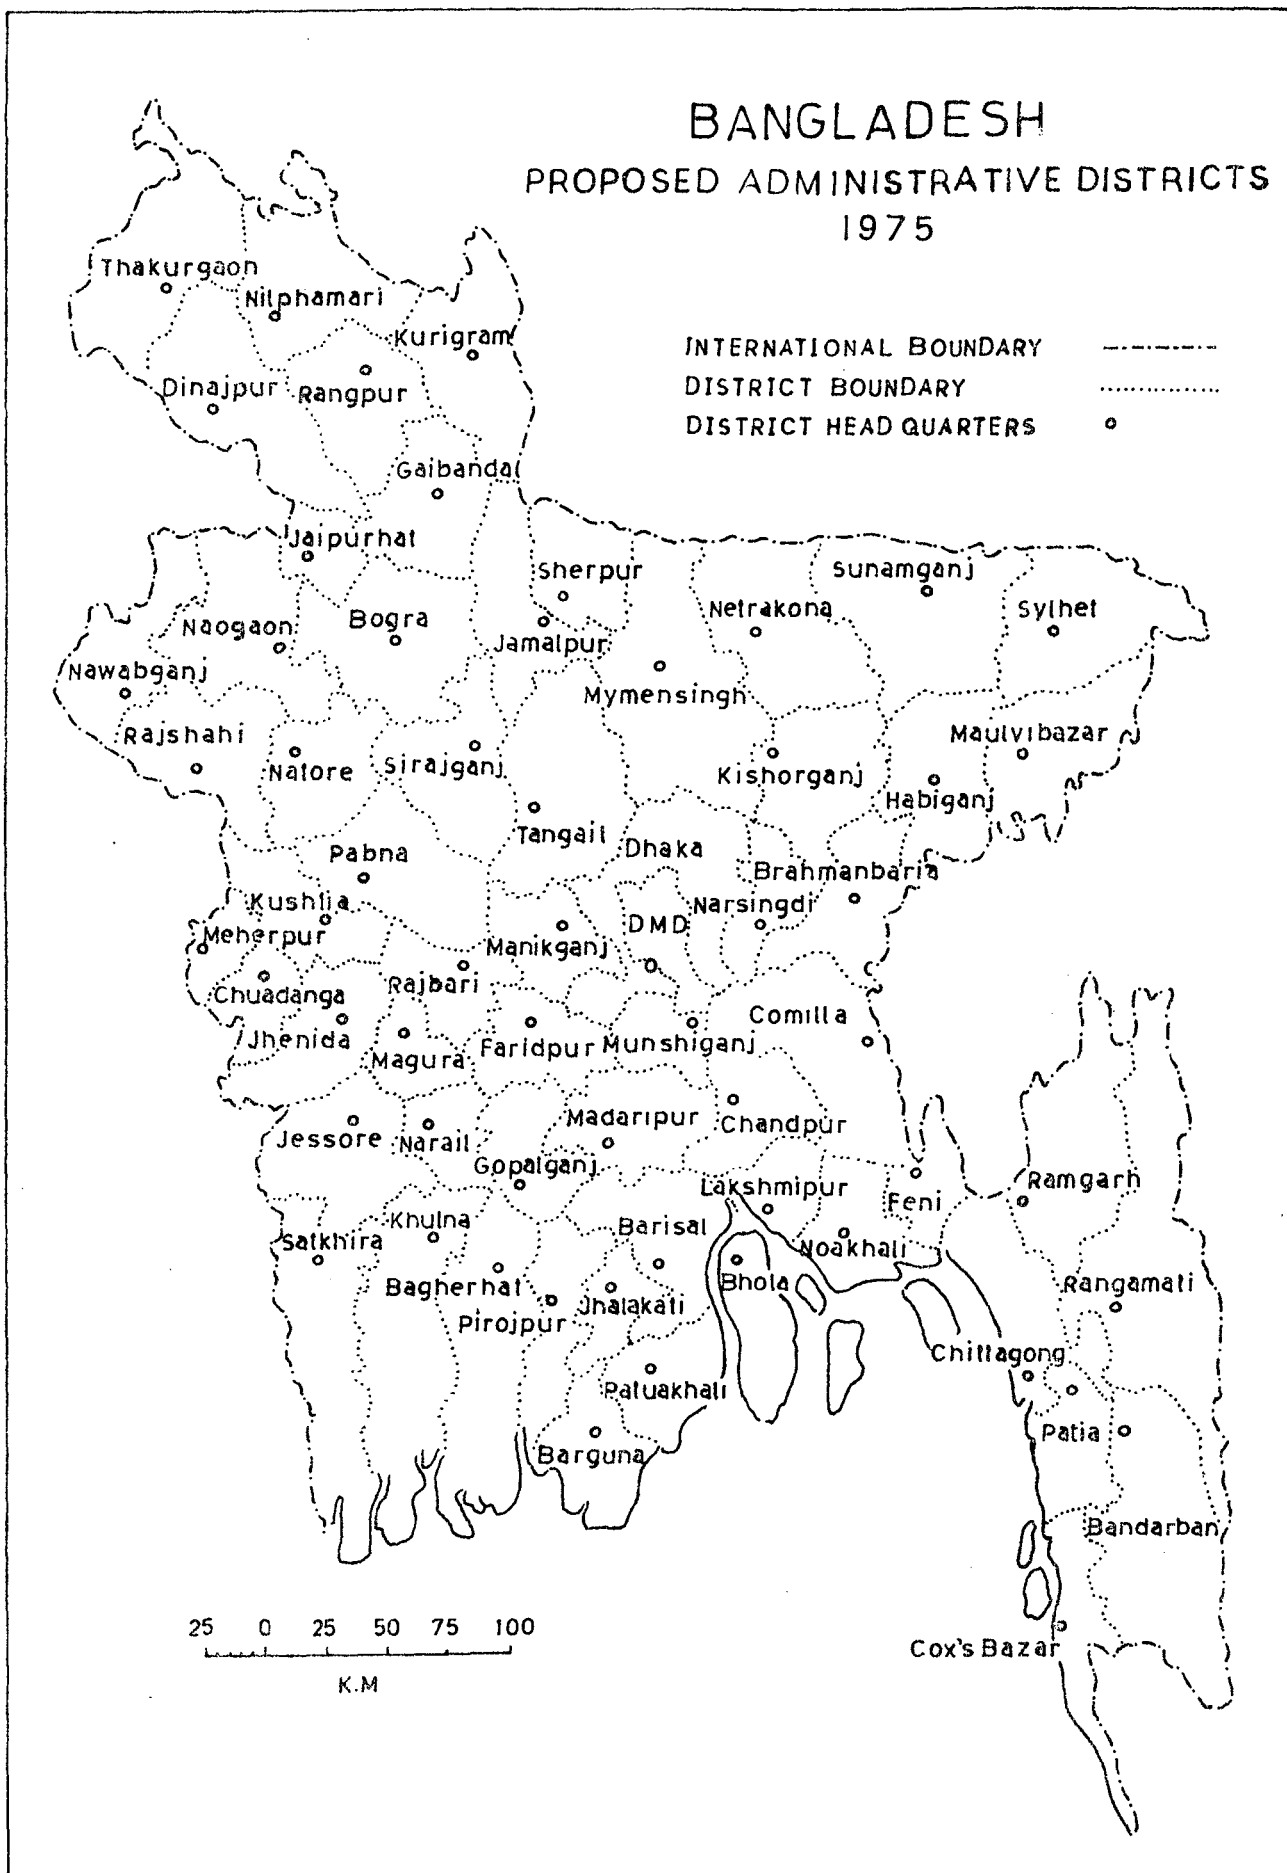 BANGLADESH
PROPOSED ADMINISTRATIVE DISTRICTS
1975
INTERNATIONAL BOUNDARY
DISTRICT BOUNDARY
DISTRICT HEAD QUARTERS
Thakurgaon
Nilphamari
Kurigram
Dinajpur
Rangpur
Gaibanda
Jaipurhat
Sherpur
Sunamganj
Netrakona
Sylhet
Naogaon
Bogra
Jamalpur
Nawabganj
Mymensingh
Rajshahi
Natore
Sirajganj
Kishorganj
Maulvibazar
Habiganj
Tangail
Dhaka
Pabna
Brahmanbaria
Kushtia
Narsingdi
DMD
Meherpur
Manikganj
Chuadanga
Rajbari
Comilla
Jhenida
Magura
Faridpur
Munshiganj
Jessore
Narail
Madaripur
Chandpur
Gopalganj
Lakshmipur
Feni
Ramgarh
Khulna
Barisal
Satkhira
Noakhali
Bagherhat
Jhalakati
Bhola
Rangamati
Pirojpur
Chittagong
Patuakhali
Patia
Barguna
Bandarban
Cox's Bazar
25 0 25 50 75 100
K.M